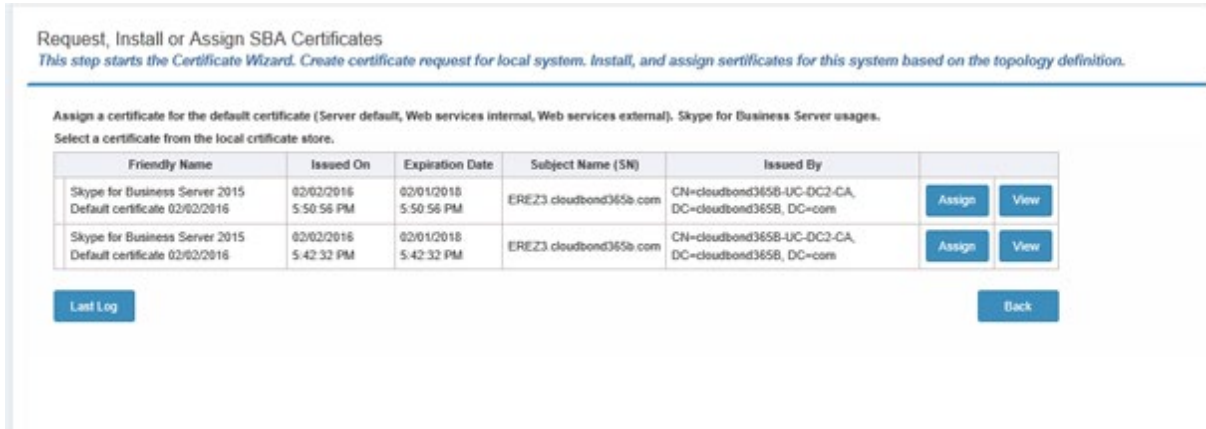 Request, Install or Assign SBA Certificates
This step starts the Certificate Wizard. Create certificate request for local system. Install, and assign sertificates for this system based on the topology definition.
Assign a certificate for the default certificate (Server default, Web services internal, Web services external). Skype for Business Server usages.
Select a certificate from the local crtificate store.
Friendly Name Issued On Expiration Date Subject Name (SN) Issued By
Skype for Business Server 2015 02/02/2016 02/01/2018 EREZ3.cloudbond365b.com CN=cloudbond365B-UC-DC2-CA, Assign View
Default certificate 02/02/2016 5:50:56 PM 5:50:56 PM DC=cloudbond365B, DC=com
Skype for Business Server 2015 02/02/2016 02/01/2018 EREZ3.cloudbond365b.com CN=cloudbond365B-UC-DC2-CA, Assign View
Default certificate 02/02/2016 5:42:32 PM 5:42:32 PM DC=cloudbond365B, DC=com
Last Log Back